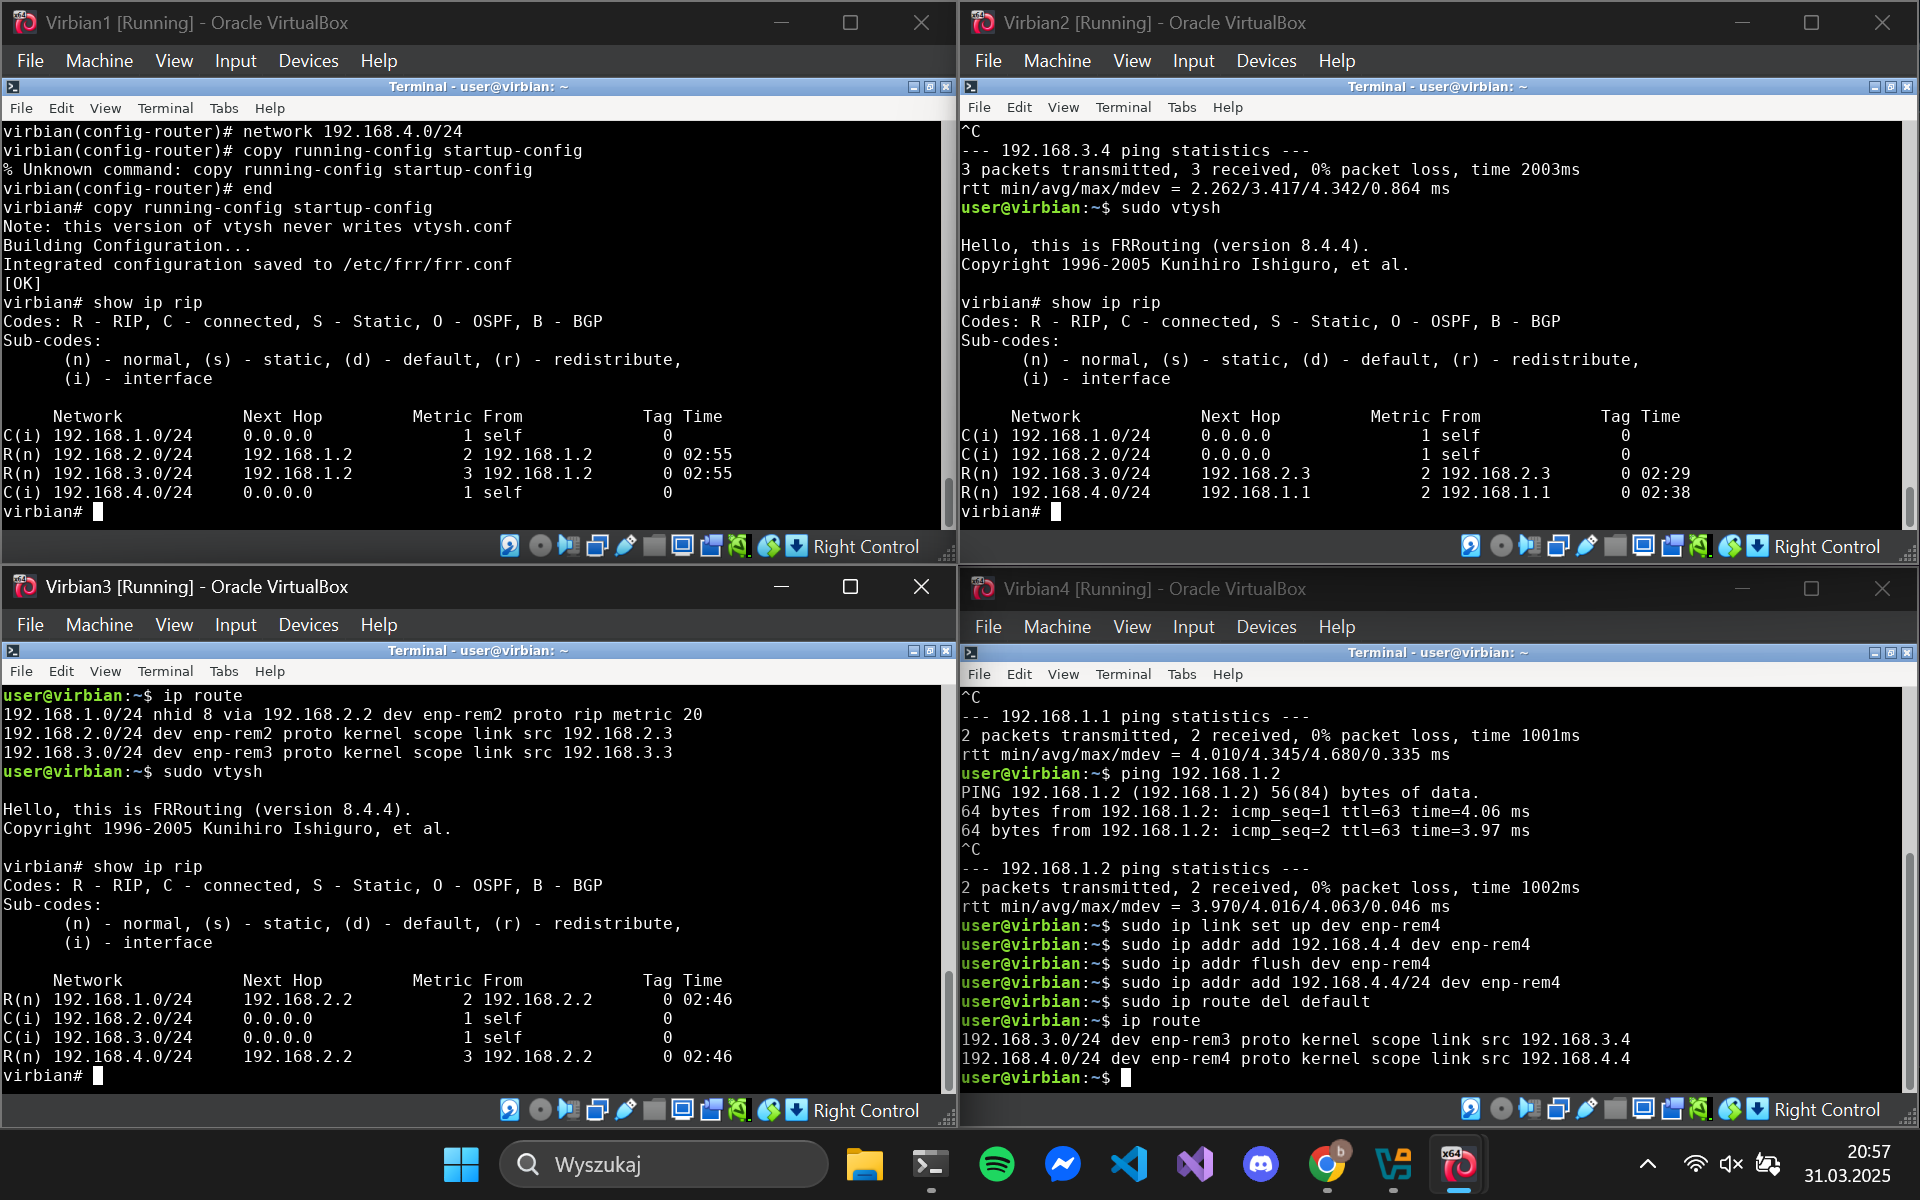 Virbian1 [Running] - Oracle VirtualBox
File Machine View Input Devices Help
Terminal - user@virbian: ~
File Edit View Terminal Tabs Help
virbian(config-router)# network 192.168.4.0/24
virbian(config-router)# copy running-config startup-config
% Unknown command: copy running-config startup-config
virbian(config-router)# end
virbian# copy running-config startup-config
Note: this version of vtysh never writes vtysh.conf
Building Configuration...
Integrated configuration saved to /etc/frr/frr.conf
[OK]
virbian# show ip rip
Codes: R - RIP, C - connected, S - Static, O - OSPF, B - BGP
Sub-codes:
      (n) - normal, (s) - static, (d) - default, (r) - redistribute,
      (i) - interface
     Network            Next Hop         Metric From            Tag Time
C(i) 192.168.1.0/24     0.0.0.0               1 self              0
R(n) 192.168.2.0/24     192.168.1.2           2 192.168.1.2       0 02:55
R(n) 192.168.3.0/24     192.168.1.2           3 192.168.1.2       0 02:55
C(i) 192.168.4.0/24     0.0.0.0               1 self              0
virbian#
Right Control
Virbian2 [Running] - Oracle VirtualBox
File Machine View Input Devices Help
Terminal - user@virbian: ~
File Edit View Terminal Tabs Help
^C
--- 192.168.3.4 ping statistics ---
3 packets transmitted, 3 received, 0% packet loss, time 2003ms
rtt min/avg/max/mdev = 2.262/3.417/4.342/0.864 ms
user@virbian:~$ sudo vtysh
Hello, this is FRRouting (version 8.4.4).
Copyright 1996-2005 Kunihiro Ishiguro, et al.
virbian# show ip rip
Codes: R - RIP, C - connected, S - Static, O - OSPF, B - BGP
Sub-codes:
      (n) - normal, (s) - static, (d) - default, (r) - redistribute,
      (i) - interface
     Network            Next Hop         Metric From            Tag Time
C(i) 192.168.1.0/24     0.0.0.0               1 self              0
C(i) 192.168.2.0/24     0.0.0.0               1 self              0
R(n) 192.168.3.0/24     192.168.2.3           2 192.168.2.3       0 02:29
R(n) 192.168.4.0/24     192.168.1.1           2 192.168.1.1       0 02:38
virbian#
Right Control
Virbian3 [Running] - Oracle VirtualBox
File Machine View Input Devices Help
Terminal - user@virbian: ~
File Edit View Terminal Tabs Help
user@virbian:~$ ip route
192.168.1.0/24 nhid 8 via 192.168.2.2 dev enp-rem2 proto rip metric 20
192.168.2.0/24 dev enp-rem2 proto kernel scope link src 192.168.2.3
192.168.3.0/24 dev enp-rem3 proto kernel scope link src 192.168.3.3
user@virbian:~$ sudo vtysh
Hello, this is FRRouting (version 8.4.4).
Copyright 1996-2005 Kunihiro Ishiguro, et al.
virbian# show ip rip
Codes: R - RIP, C - connected, S - Static, O - OSPF, B - BGP
Sub-codes:
      (n) - normal, (s) - static, (d) - default, (r) - redistribute,
      (i) - interface
     Network            Next Hop         Metric From            Tag Time
R(n) 192.168.1.0/24     192.168.2.2           2 192.168.2.2       0 02:46
C(i) 192.168.2.0/24     0.0.0.0               1 self              0
C(i) 192.168.3.0/24     0.0.0.0               1 self              0
R(n) 192.168.4.0/24     192.168.2.2           3 192.168.2.2       0 02:46
virbian#
Right Control
Virbian4 [Running] - Oracle VirtualBox
File Machine View Input Devices Help
Terminal - user@virbian: ~
File Edit View Terminal Tabs Help
^C
--- 192.168.1.1 ping statistics ---
2 packets transmitted, 2 received, 0% packet loss, time 1001ms
rtt min/avg/max/mdev = 4.010/4.345/4.680/0.335 ms
user@virbian:~$ ping 192.168.1.2
PING 192.168.1.2 (192.168.1.2) 56(84) bytes of data.
64 bytes from 192.168.1.2: icmp_seq=1 ttl=63 time=4.06 ms
64 bytes from 192.168.1.2: icmp_seq=2 ttl=63 time=3.97 ms
^C
--- 192.168.1.2 ping statistics ---
2 packets transmitted, 2 received, 0% packet loss, time 1002ms
rtt min/avg/max/mdev = 3.970/4.016/4.063/0.046 ms
user@virbian:~$ sudo ip link set up dev enp-rem4
user@virbian:~$ sudo ip addr add 192.168.4.4 dev enp-rem4
user@virbian:~$ sudo ip addr flush dev enp-rem4
user@virbian:~$ sudo ip addr add 192.168.4.4/24 dev enp-rem4
user@virbian:~$ sudo ip route del default
user@virbian:~$ ip route
192.168.3.0/24 dev enp-rem3 proto kernel scope link src 192.168.3.4
192.168.4.0/24 dev enp-rem4 proto kernel scope link src 192.168.4.4
user@virbian:~$
Right Control
Wyszukaj
b
x64
20:57
31.03.2025